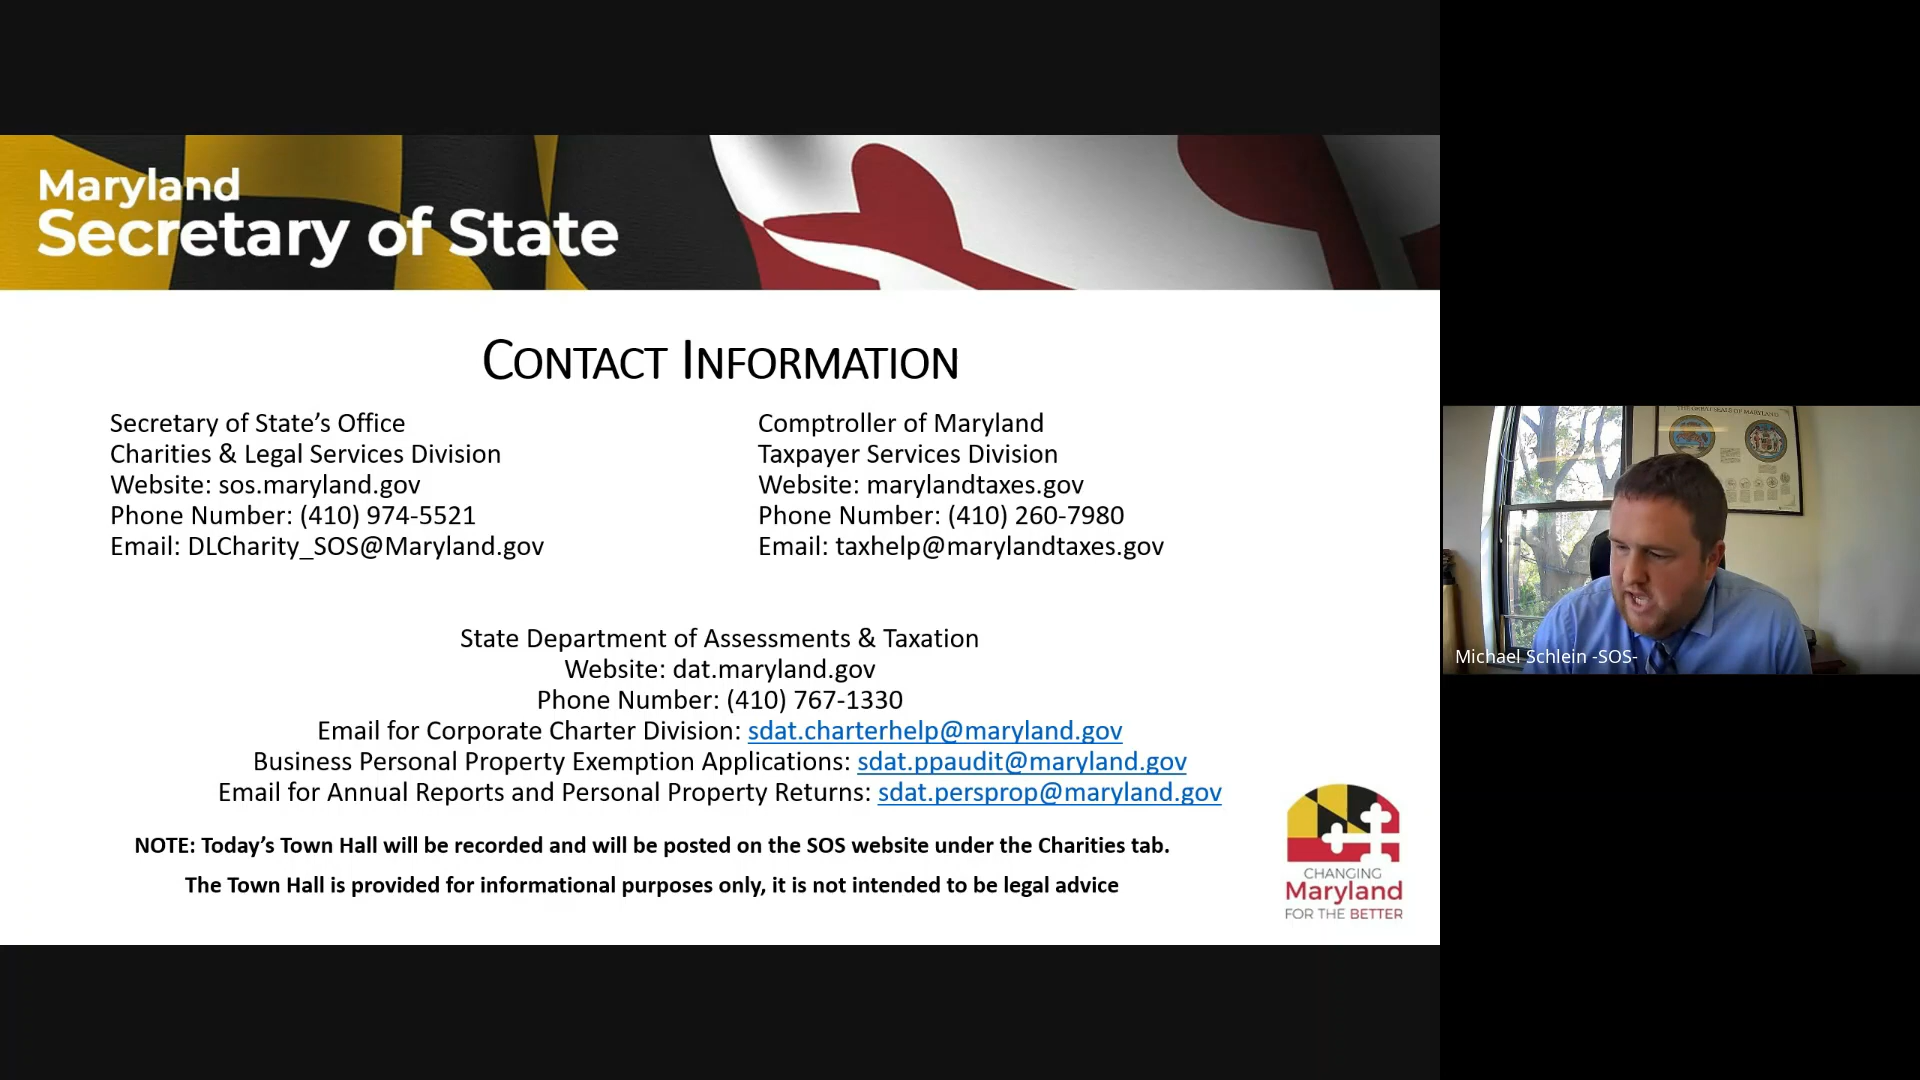 Maryland
Secretary of State
CONTACT INFORMATION
Secretary of State’s Office
Charities & Legal Services Division
Website: sos.maryland.gov
Phone Number: (410) 974-5521
Email: DLCharity_SOS@Maryland.gov
Comptroller of Maryland
Taxpayer Services Division
Website: marylandtaxes.gov
Phone Number: (410) 260-7980
Email: taxhelp@marylandtaxes.gov
State Department of Assessments & Taxation
Website: dat.maryland.gov
Phone Number: (410) 767-1330
Email for Corporate Charter Division: sdat.charterhelp@maryland.gov
Business Personal Property Exemption Applications: sdat.ppaudit@maryland.gov
Email for Annual Reports and Personal Property Returns: sdat.persprop@maryland.gov
NOTE: Today’s Town Hall will be recorded and will be posted on the SOS website under the Charities tab.
The Town Hall is provided for informational purposes only, it is not intended to be legal advice
CHANGING
Maryland
FOR THE BETTER
THE GREAT SEALS OF MARYLAND
Michael Schlein -SOS-